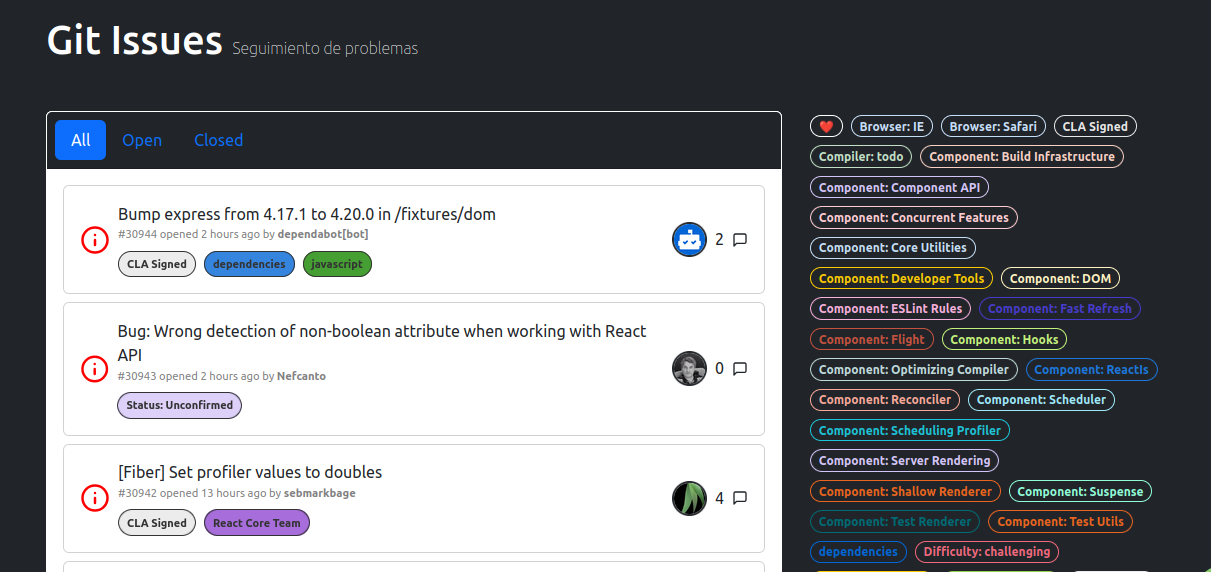 Git Issues Seguimiento de problemas
All Open Closed
Bump express from 4.17.1 to 4.20.0 in /fixtures/dom
#30944 opened 2 hours ago by dependabot[bot]
2
CLA Signed dependencies javascript
Bug: Wrong detection of non-boolean attribute when working with React
API
#30943 opened 2 hours ago by Nefcanto
0
Status: Unconfirmed
[Fiber] Set profiler values to doubles
#30942 opened 13 hours ago by sebmarkbage
4
CLA Signed React Core Team
❤️ Browser: IE Browser: Safari CLA Signed
Compiler: todo Component: Build Infrastructure
Component: Component API
Component: Concurrent Features
Component: Core Utilities
Component: Developer Tools Component: DOM
Component: ESLint Rules Component: Fast Refresh
Component: Flight Component: Hooks
Component: Optimizing Compiler Component: ReactIs
Component: Reconciler Component: Scheduler
Component: Scheduling Profiler
Component: Server Rendering
Component: Shallow Renderer Component: Suspense
Component: Test Renderer Component: Test Utils
dependencies Difficulty: challenging